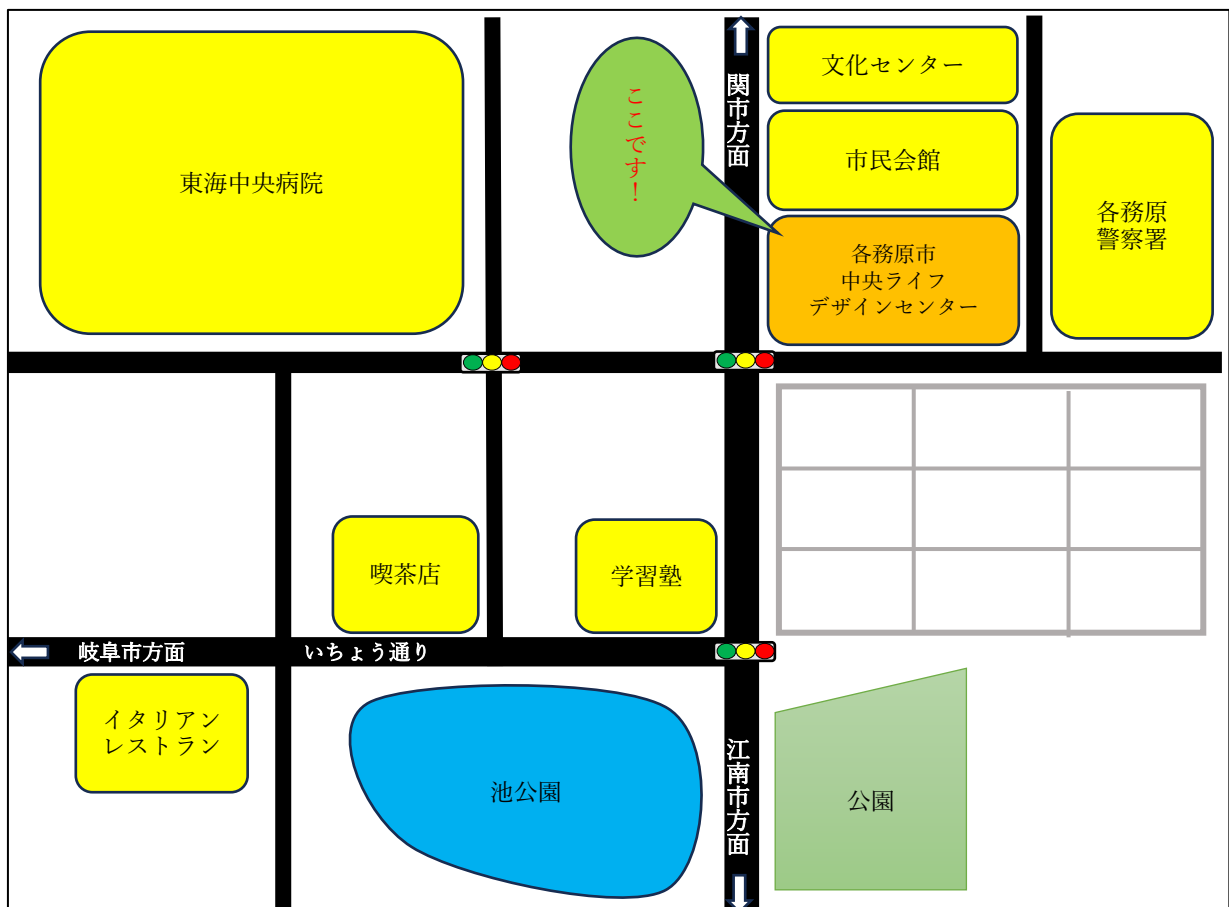 関市方面
文化センター
ここです！
市民会館
東海中央病院
各務原
警察署
各務原市
中央ライフ
デザインセンター
喫茶店
学習塾
岐阜市方面
いちょう通り
イタリアン
レストラン
池公園
江南市方面
公園